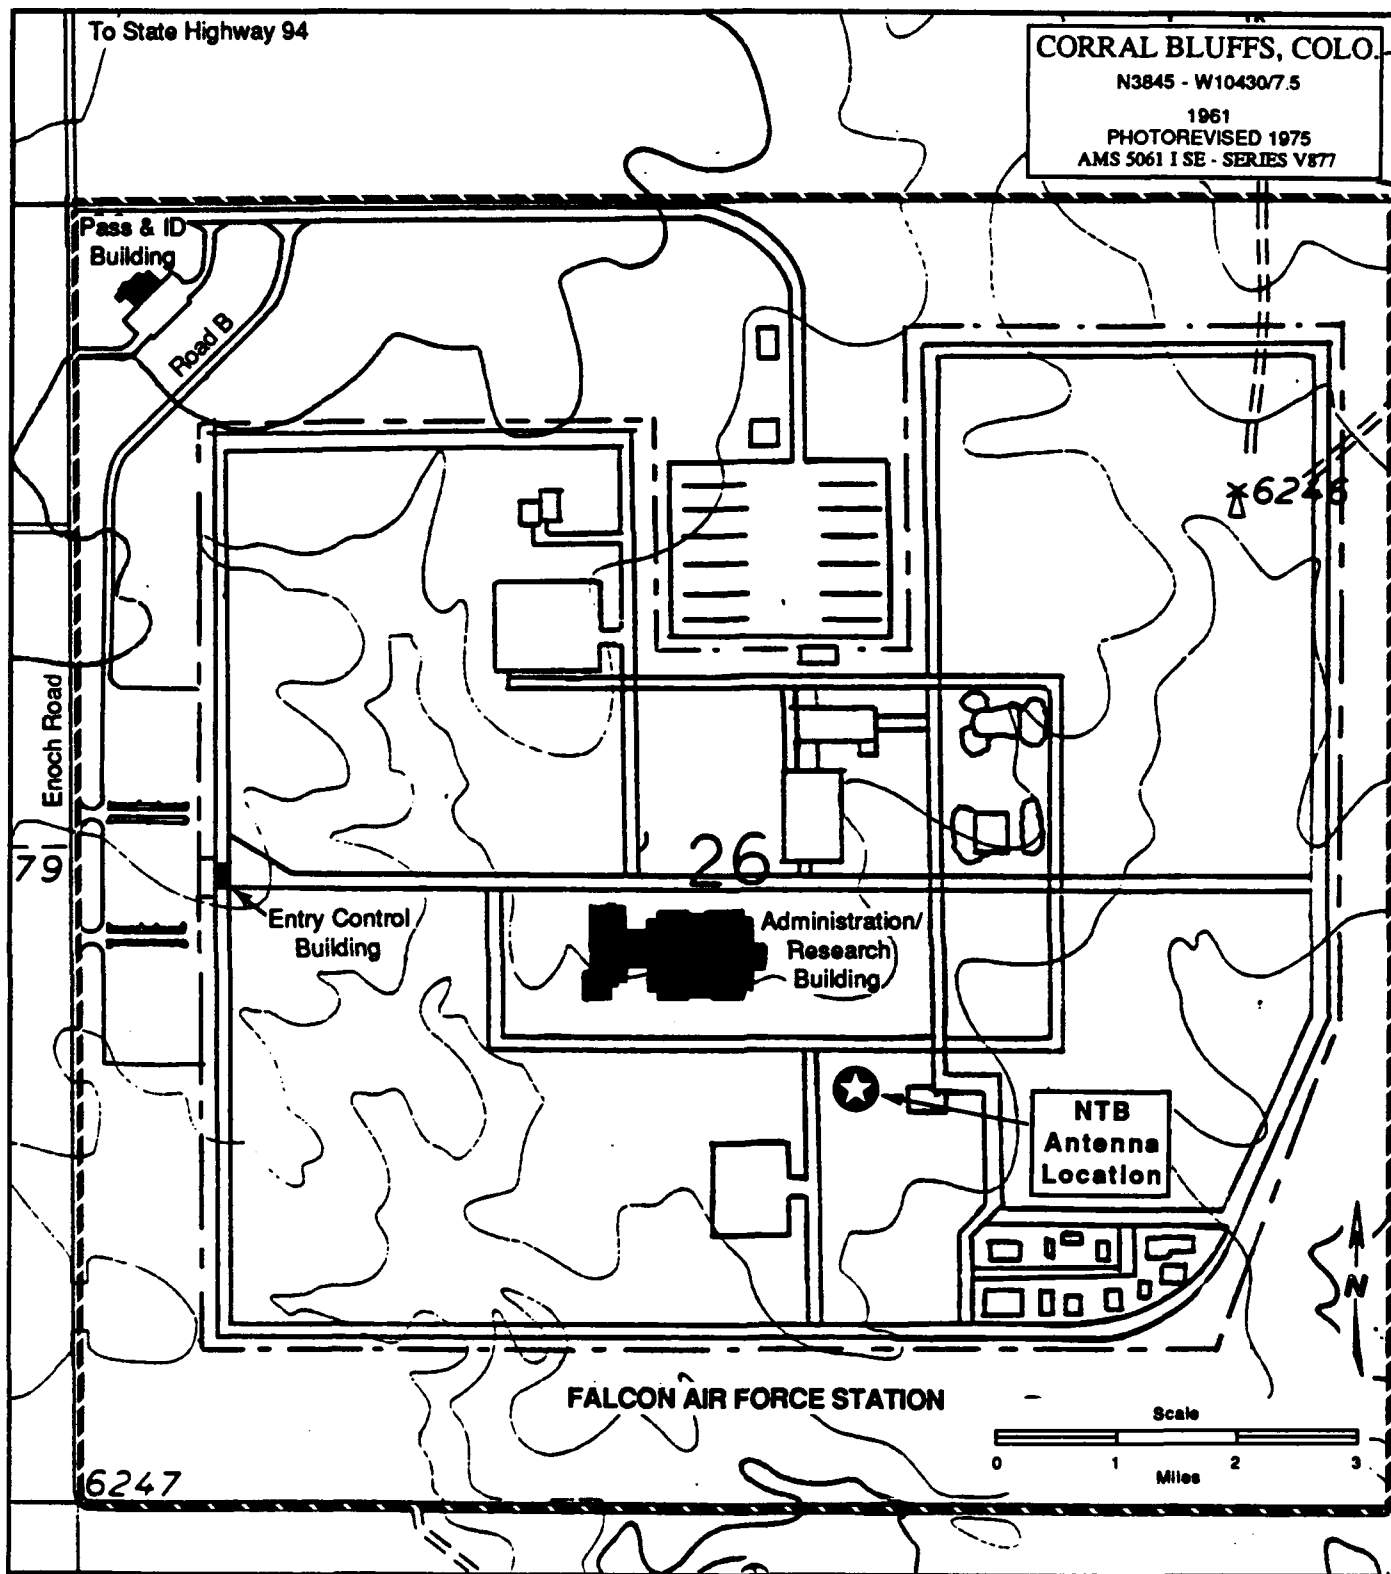 To State Highway 94
CORRAL BLUFFS, COLO.
N3845 - W10430/7.5
1961
PHOTOREVISED 1975
AMS 5061 I SE - SERIES V877
Pass & ID
Building
Road B
6246
Enoch Road
79
26
Entry Control
Building
Administration/
Research
Building
NTB
Antenna
Location
N
FALCON AIR FORCE STATION
Scale
0 1 2 3
Miles
6247